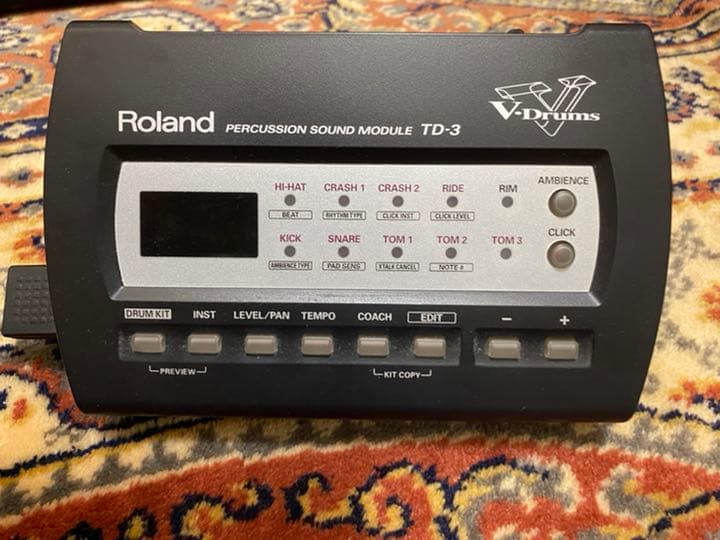 Roland PERCUSSION SOUND MODULE TD-3
V-Drums
HI-HAT CRASH 1 CRASH 2 RIDE RIM AMBIENCE
BEAT RHYTHM TYPE CLICK INST CLICK LEVEL
KICK SNARE TOM 1 TOM 2 TOM 3 CLICK
AMBIENCE TYPE PAD SENS XTALK CANCEL NOTE #
DRUM KIT INST LEVEL/PAN TEMPO COACH EDIT - +
PREVIEW KIT COPY